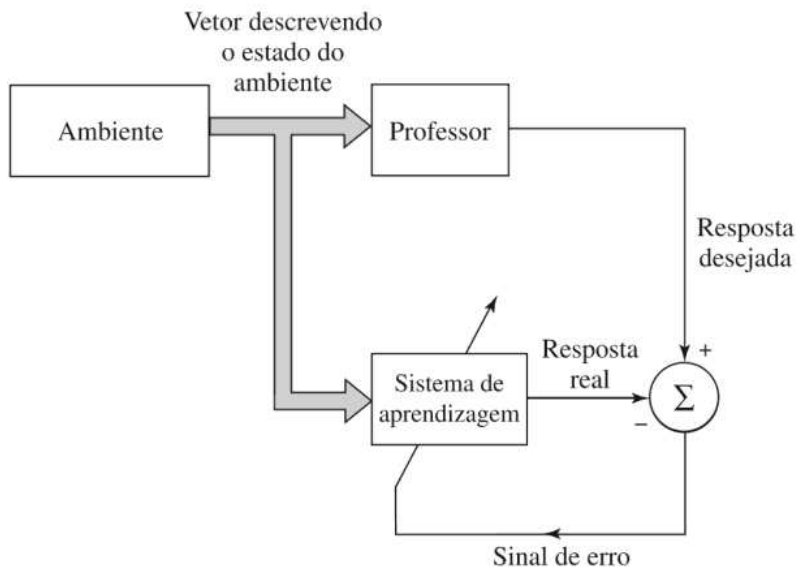 Vetor descrevendo
o estado do
ambiente
Ambiente
Professor
Resposta
desejada
+
Resposta
real
Sistema de
aprendizagem
Σ
−
Sinal de erro